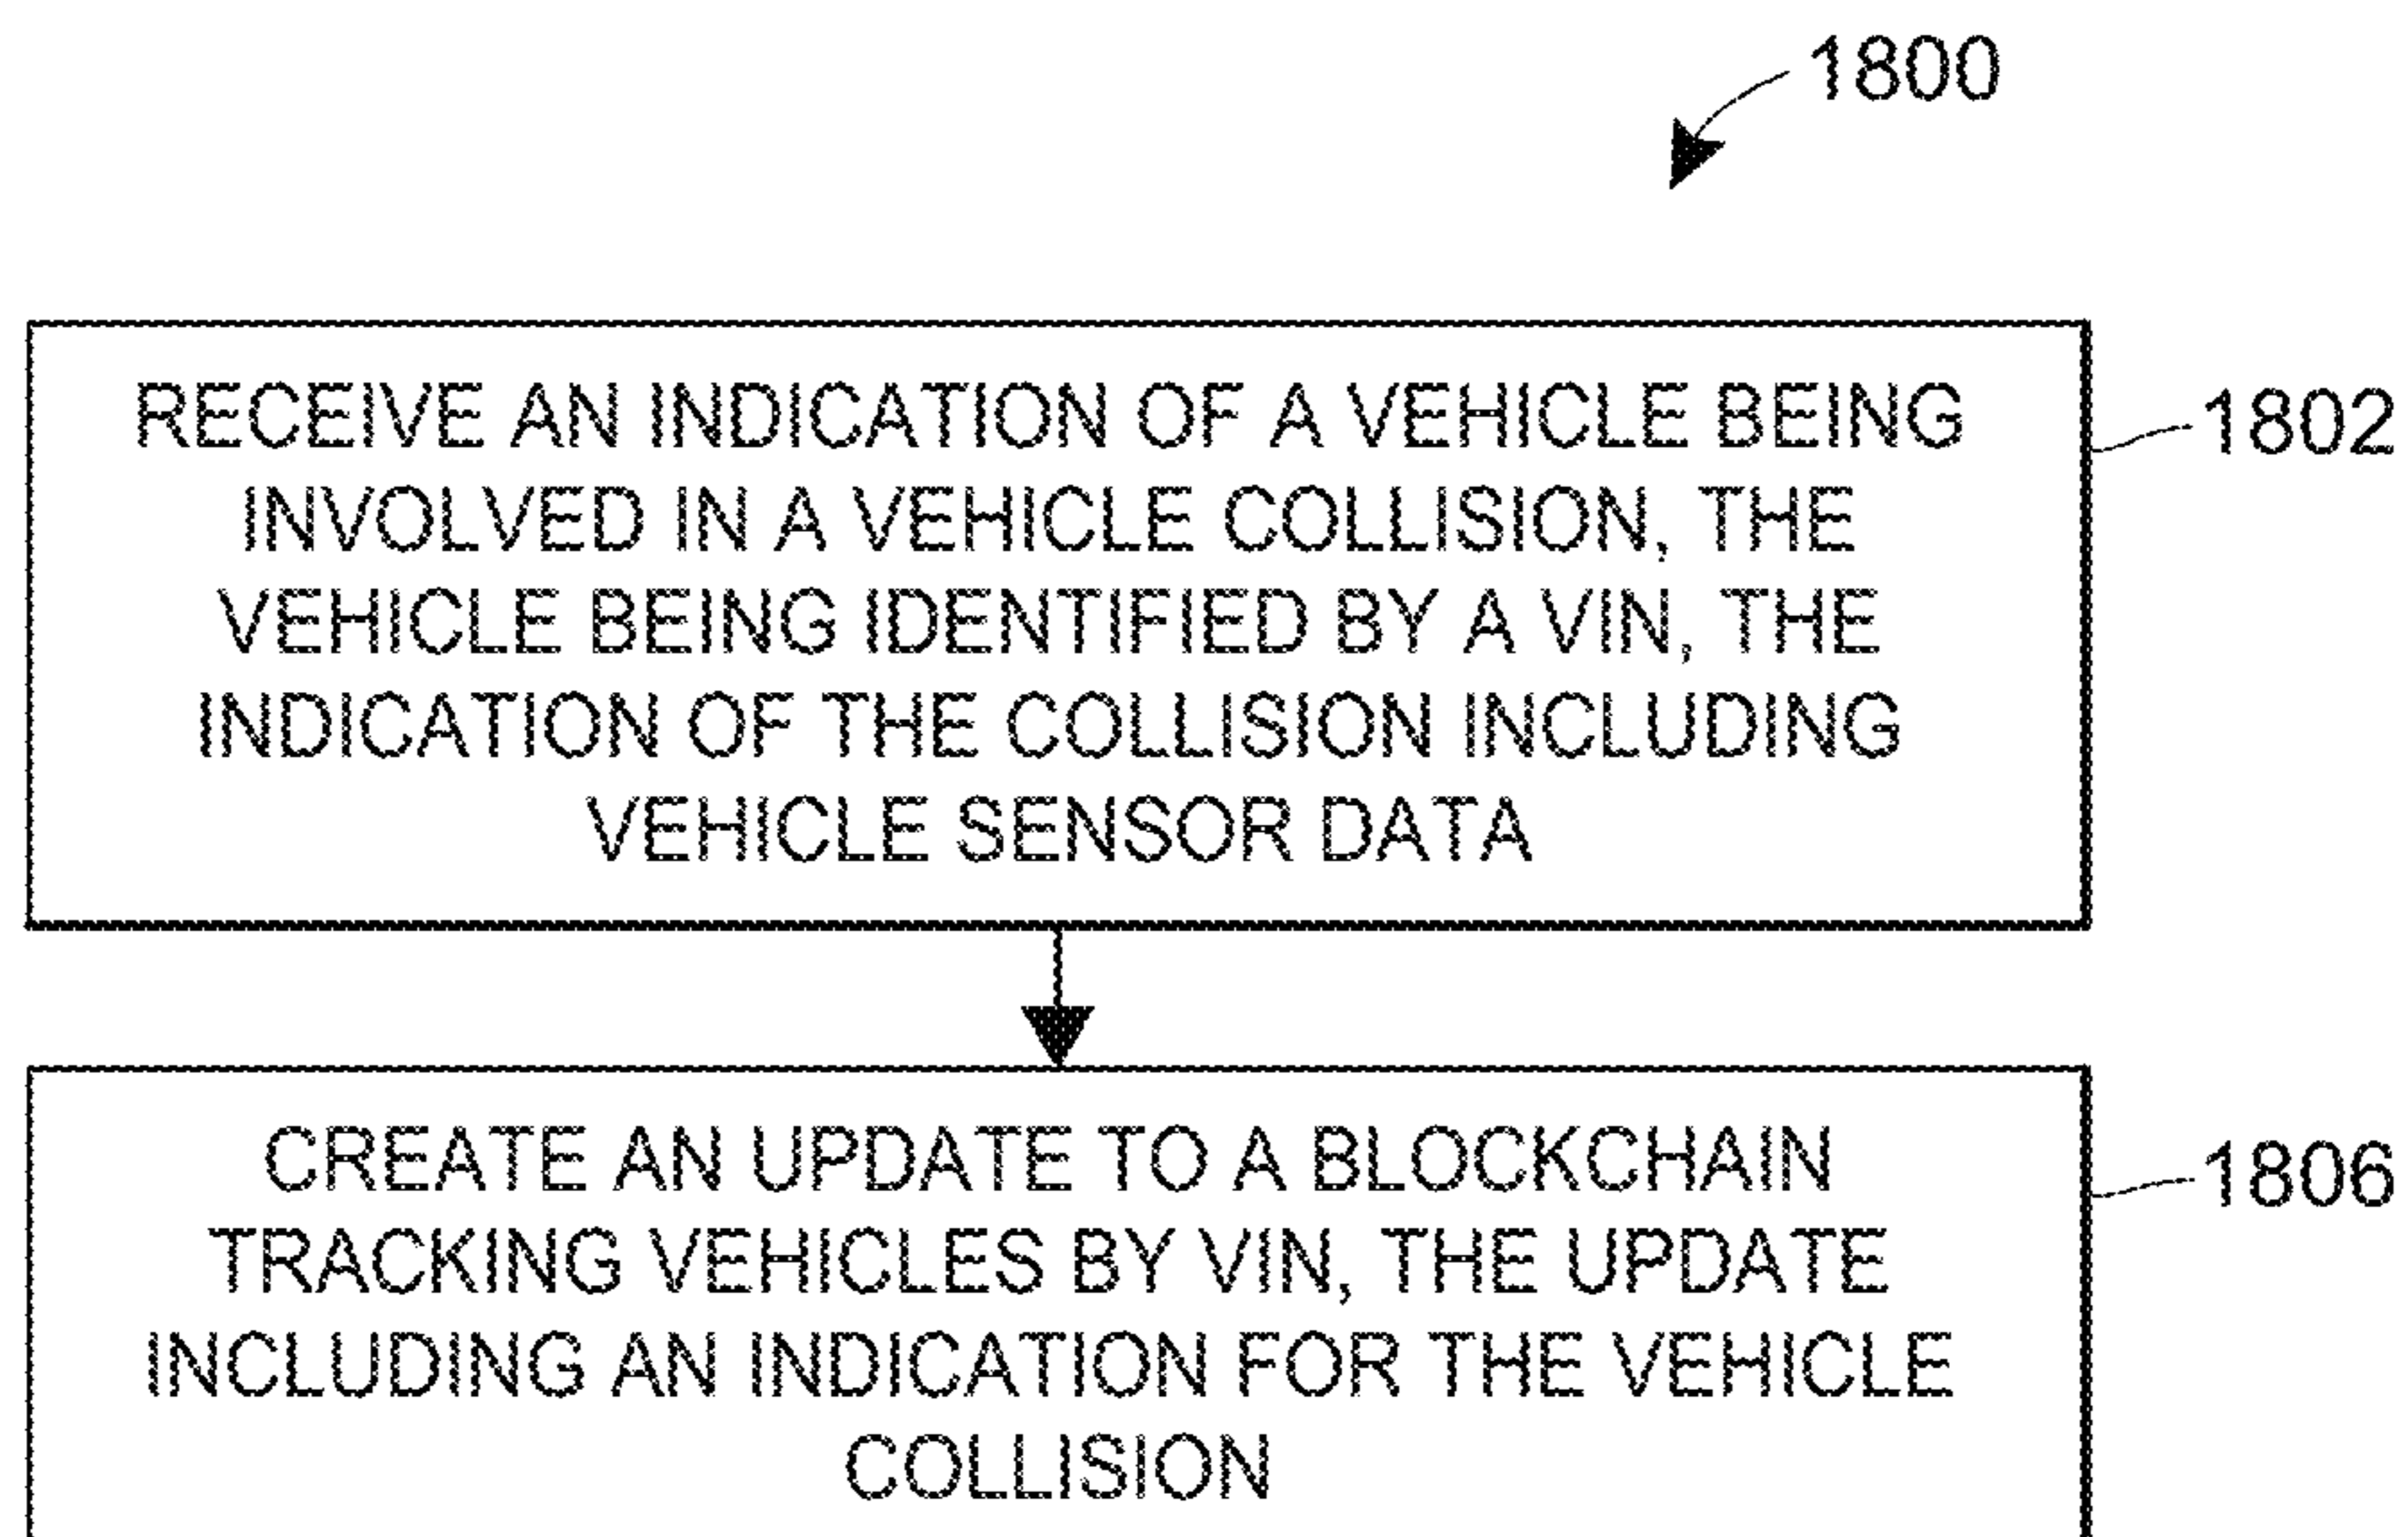 1800
RECEIVE AN INDICATION OF A VEHICLE BEING
INVOLVED IN A VEHICLE COLLISION, THE
VEHICLE BEING IDENTIFIED BY A VIN, THE
INDICATION OF THE COLLISION INCLUDING
VEHICLE SENSOR DATA
1802
CREATE AN UPDATE TO A BLOCKCHAIN
TRACKING VEHICLES BY VIN, THE UPDATE
INCLUDING AN INDICATION FOR THE VEHICLE
COLLISION
1806